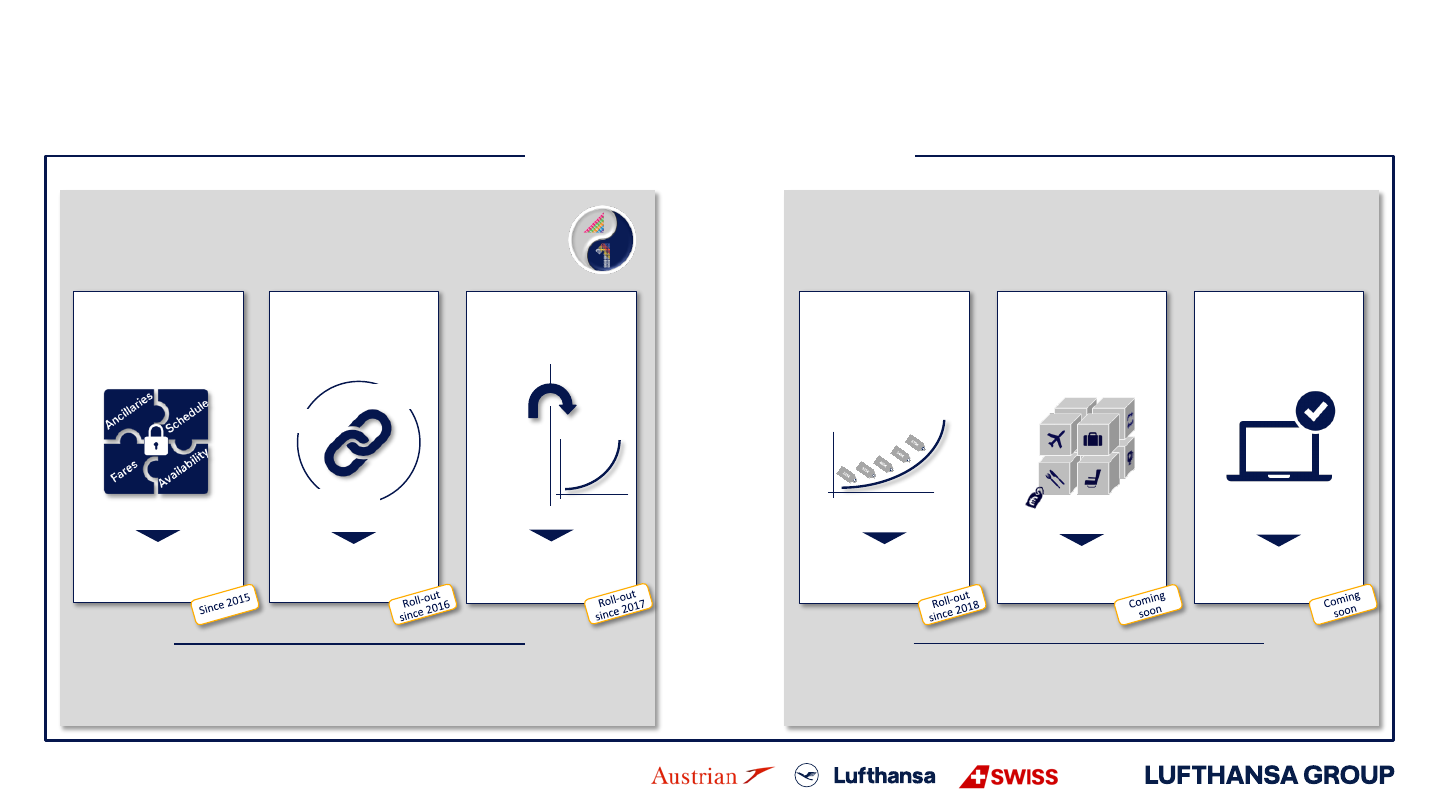 Ancillaries
Schedule
Fares
Availability
Since 2015
Roll-out
since 2016
Roll-out
since 2017
Roll-out
since 2018
Coming
soon
Coming
soon
Austrian
Lufthansa
SWISS
LUFTHANSA GROUP